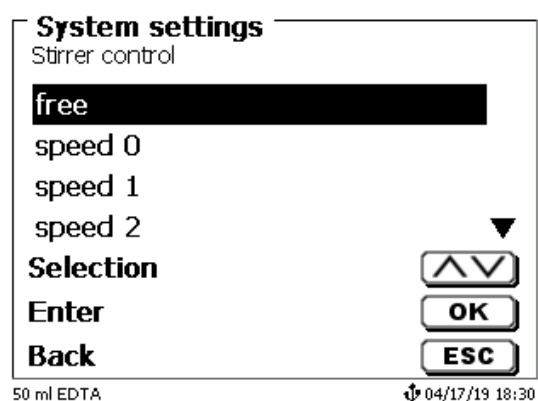 System settings
Stirrer control
free
speed 0
speed 1
speed 2
Selection
Enter OK
Back ESC
50 ml EDTA 04/17/19 18:30